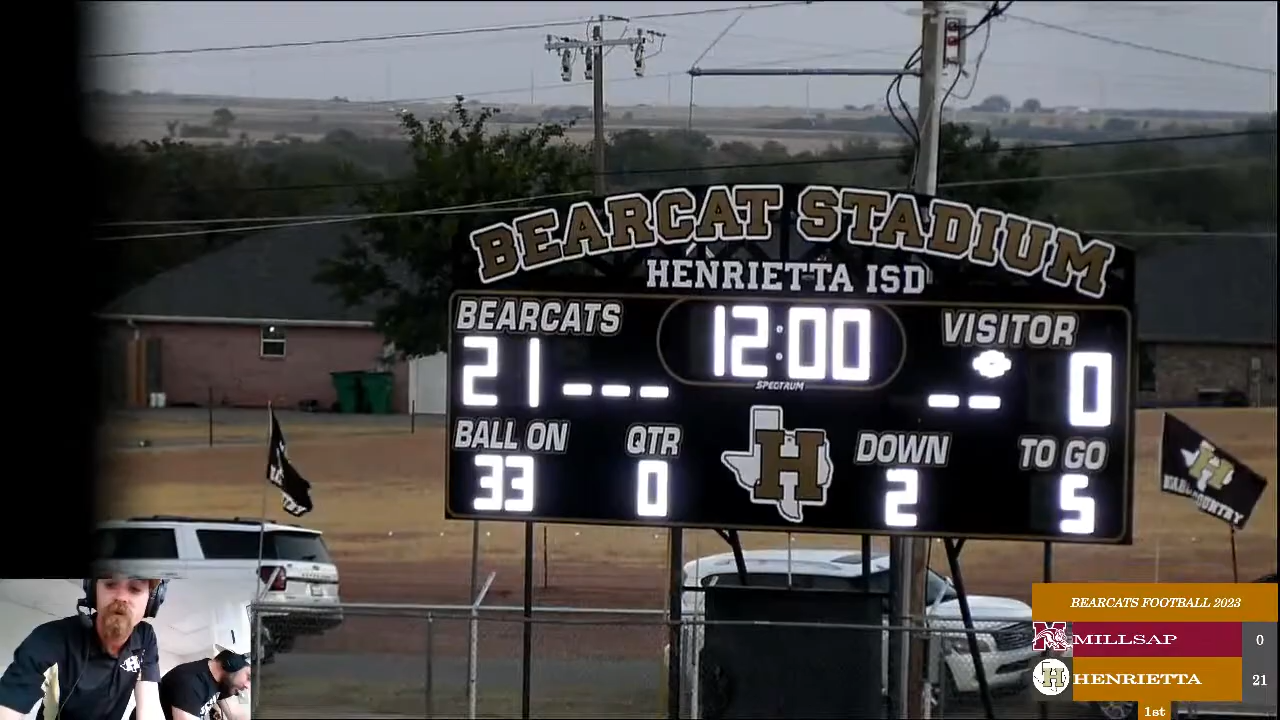 BEARCAT STADIUM
HENRIETTA ISD
BEARCATS 12:00 VISITOR
21 0
SPECTRUM
BALL ON QTR H DOWN TO GO
33 0 2 5
BEARCATS FOOTBALL 2023
MILLSAP 0
H HENRIETTA 21
1st